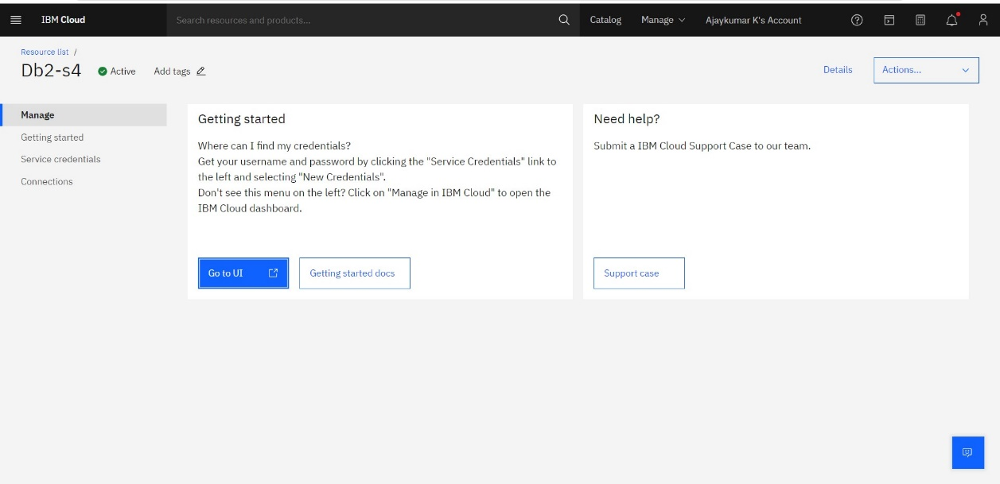 IBM Cloud
Search resources and products...
Catalog
Manage
Ajaykumar K's Account
Resource list /
Db2-s4
Active
Add tags
Details
Actions...
Manage
Getting started
Service credentials
Connections
Getting started
Where can I find my credentials?
Get your username and password by clicking the "Service Credentials" link to
the left and selecting "New Credentials".
Don't see this menu on the left? Click on "Manage in IBM Cloud" to open the
IBM Cloud dashboard.
Go to UI
Getting started docs
Need help?
Submit a IBM Cloud Support Case to our team.
Support case